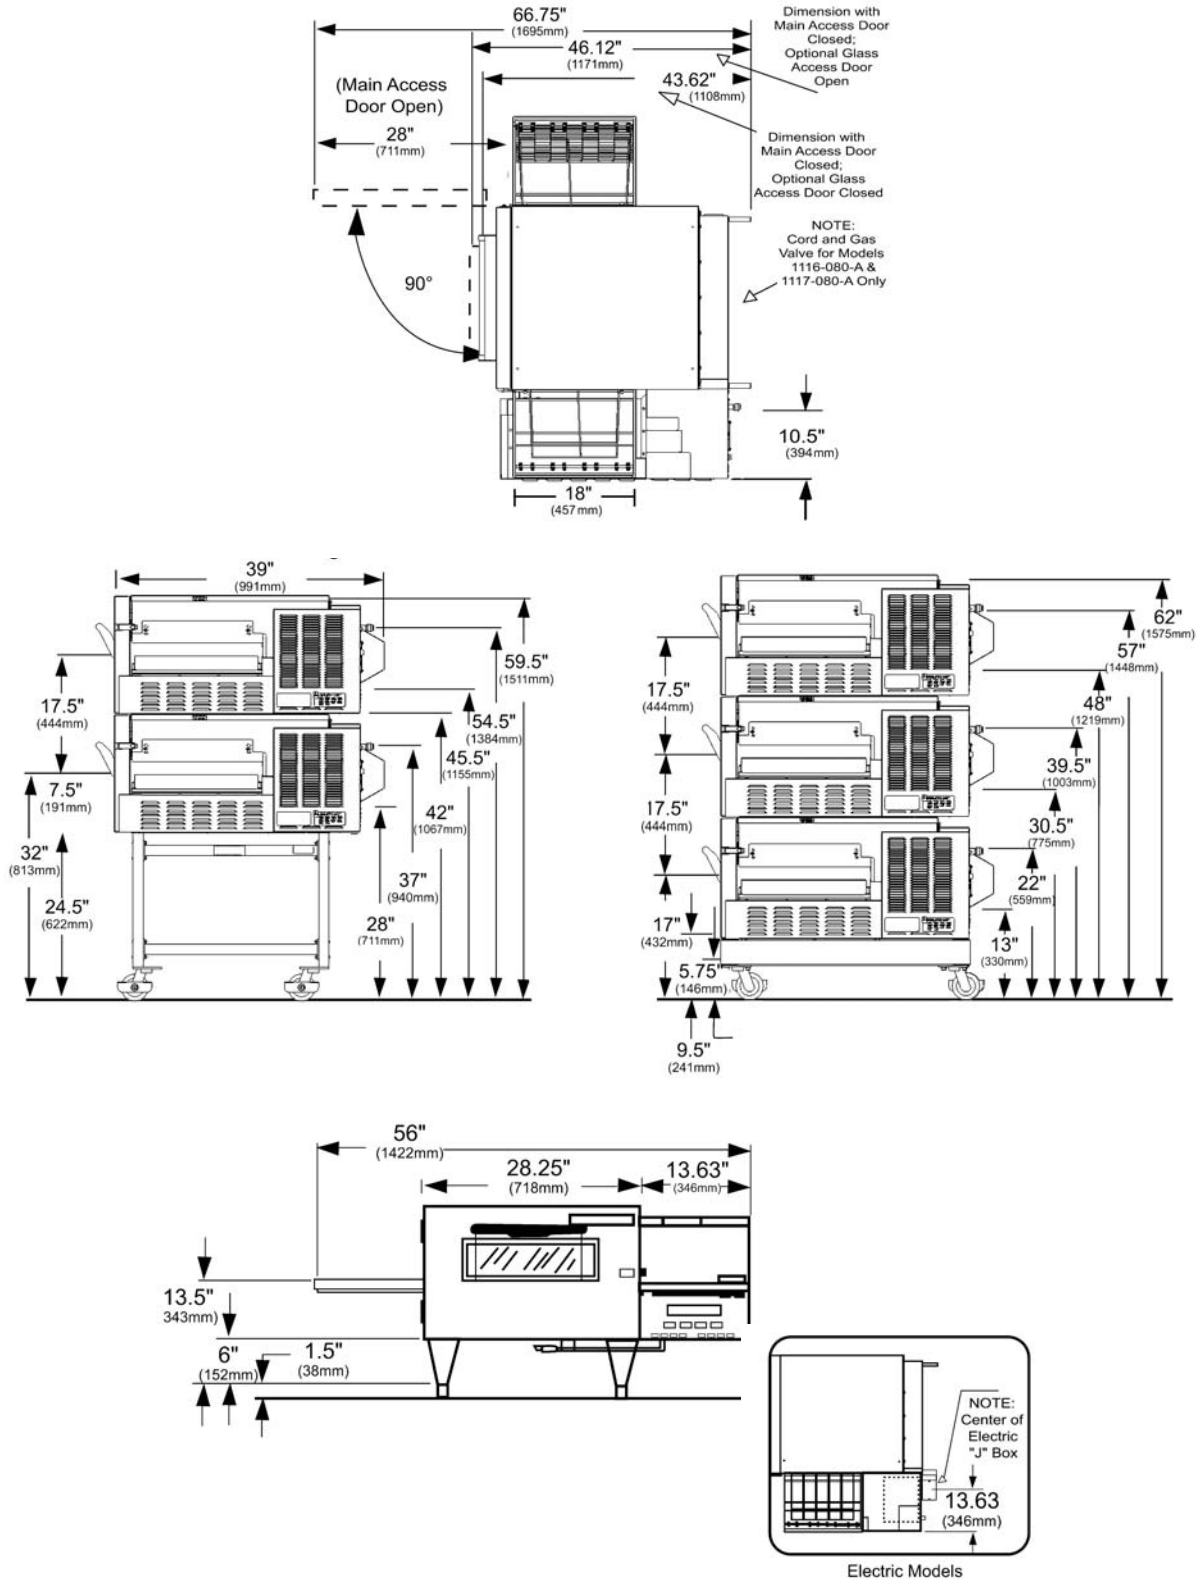 66.75"
(1695mm)
46.12"
(1171mm)
43.62"
(1108mm)
Dimension with
Main Access Door
Closed;
Optional Glass
Access Door
Open
(Main Access
Door Open)
28"
(711mm)
Dimension with
Main Access Door
Closed;
Optional Glass
Access Door Closed
NOTE:
Cord and Gas
Valve for Models
1116-080-A &
1117-080-A Only
90°
10.5"
(394mm)
18"
(457mm)
39"
(991mm)
17.5"
(444mm)
7.5"
(191mm)
32"
(813mm)
24.5"
(622mm)
59.5"
(1511mm)
54.5"
(1384mm)
45.5"
(1155mm)
42"
(1067mm)
37"
(940mm)
28"
(711mm)
62"
(1575mm)
57"
(1448mm)
48"
(1219mm)
39.5"
(1003mm)
30.5"
(775mm)
22"
(559mm)
13"
(330mm)
17.5"
(444mm)
17.5"
(444mm)
17"
(432mm)
5.75"
(146mm)
9.5"
(241mm)
56"
(1422mm)
28.25"
(718mm)
13.63"
(346mm)
13.5"
343mm)
6"
(152mm)
1.5"
(38mm)
NOTE:
Center of
Electric
"J" Box
13.63
(346mm)
Electric Models